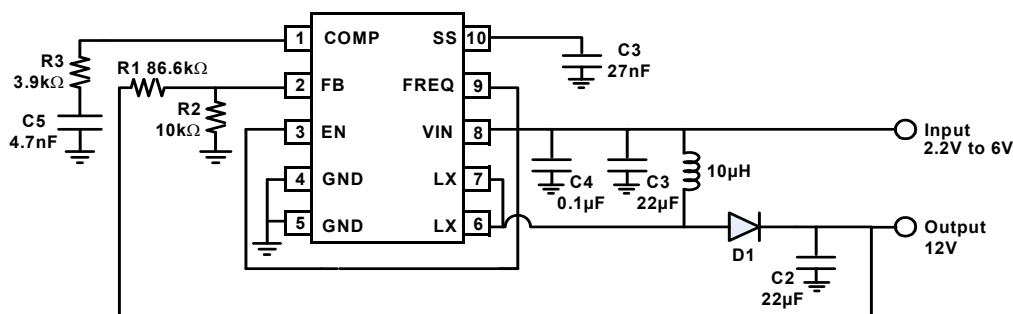 1 COMP SS 10
R3
3.9kΩ
R1 86.6kΩ
C3
27nF
2 FB FREQ 9
R2
10kΩ
C5
4.7nF
3 EN VIN 8
Input
2.2V to 6V
4 GND LX 7
C4
0.1µF
C3
22µF
10µH
5 GND LX 6
D1
Output
12V
C2
22µF